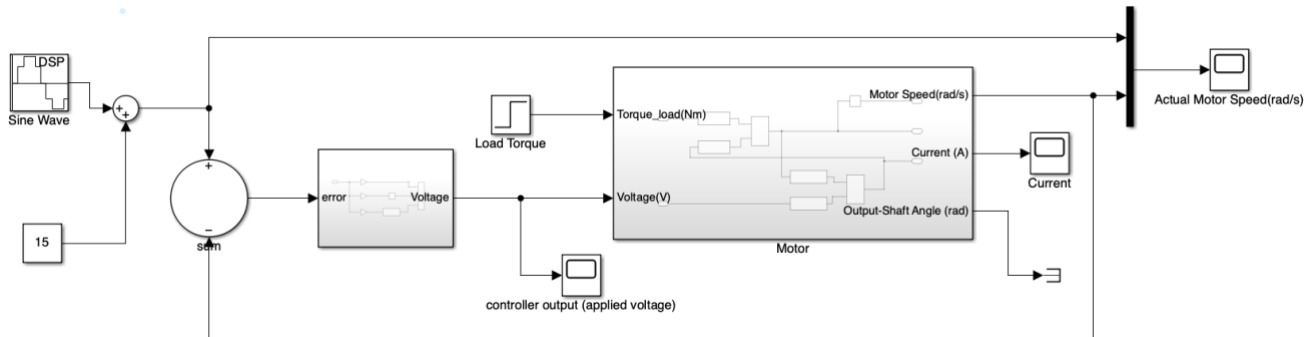 DSP
Sine Wave
+
+
15
+
−
sum
error
Voltage
Load Torque
controller output (applied voltage)
Torque_load(Nm)
Voltage(V)
Motor Speed(rad/s)
Current (A)
Output-Shaft Angle (rad)
Motor
Current
Actual Motor Speed(rad/s)